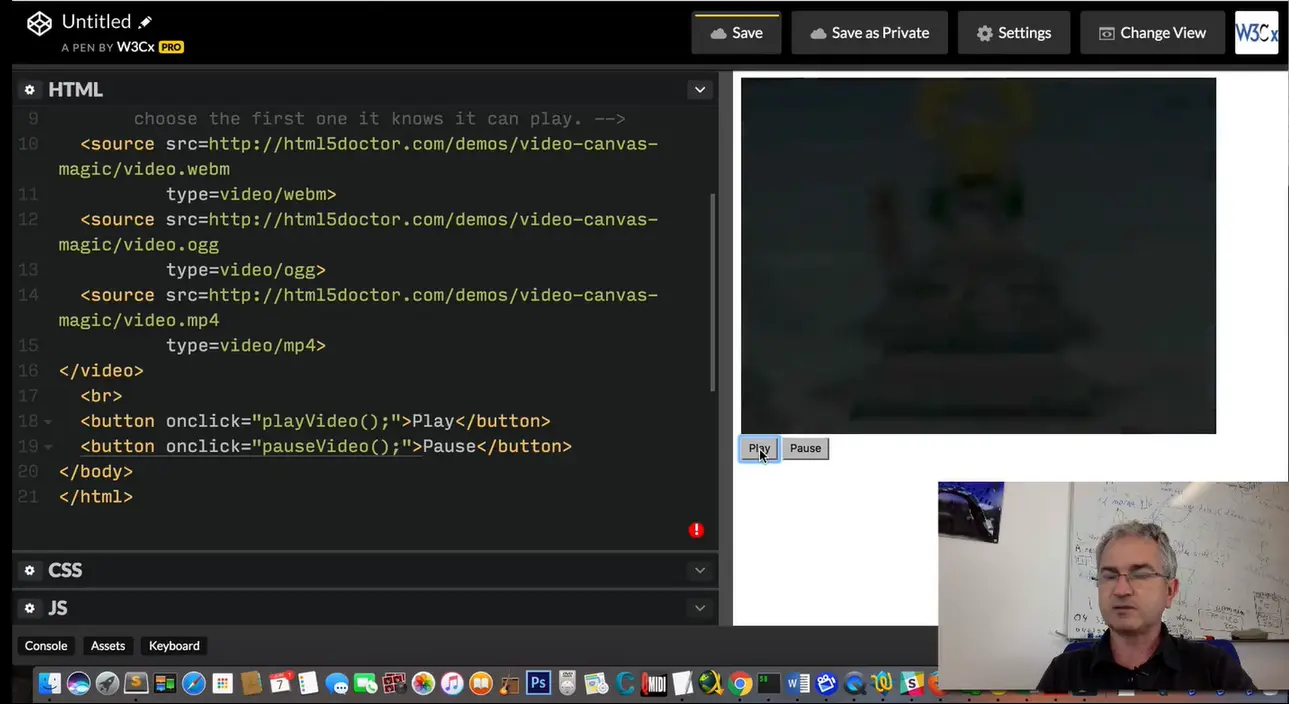 Untitled
A PEN BY W3Cx PRO
Save
Save as Private
Settings
Change View
W3Cx
HTML
9 choose the first one it knows it can play. -->
10 <source src=http://html5doctor.com/demos/video-canvas-
magic/video.webm
11 type=video/webm>
12 <source src=http://html5doctor.com/demos/video-canvas-
magic/video.ogg
13 type=video/ogg>
14 <source src=http://html5doctor.com/demos/video-canvas-
magic/video.mp4
15 type=video/mp4>
16 </video>
17 <br>
18 <button onclick="playVideo();">Play</button>
19 <button onclick="pauseVideo();">Pause</button>
20 </body>
21 </html>
Play
Pause
CSS
JS
Console
Assets
Keyboard
7
Ps
MIDI
W
S